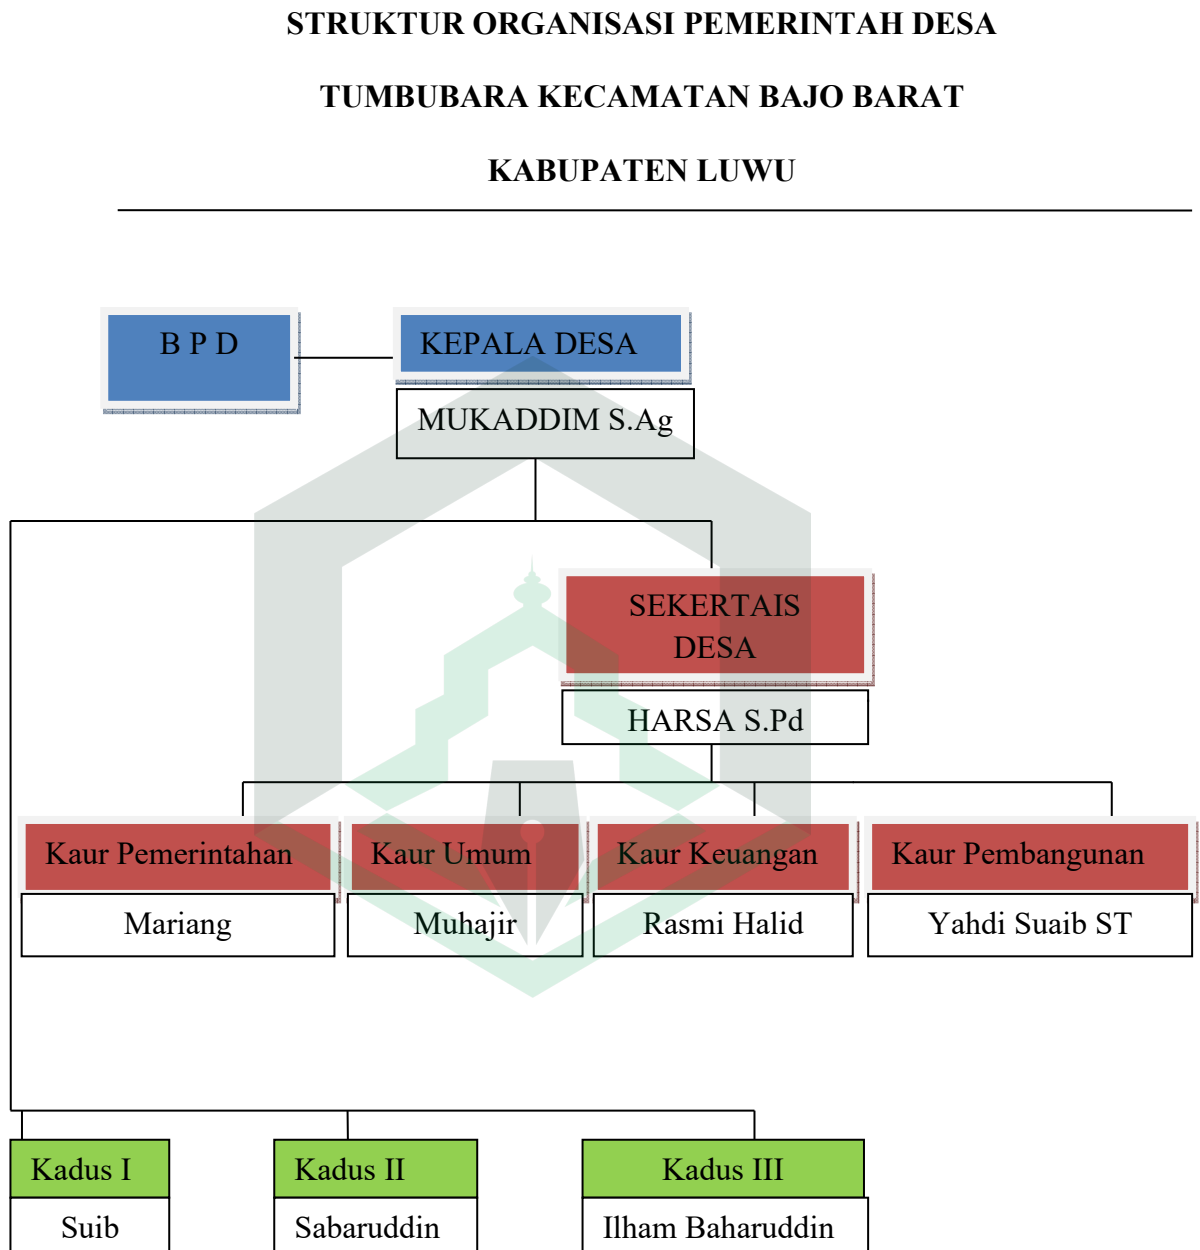 STRUKTUR ORGANISASI PEMERINTAH DESA
TUMBUBARA KECAMATAN BAJO BARAT
KABUPATEN LUWU
B P D
KEPALA DESA
MUKADDIM S.Ag
SEKERTAIS
DESA
HARSA S.Pd
Kaur Pemerintahan
Mariang
Kaur Umum
Muhajir
Kaur Keuangan
Rasmi Halid
Kaur Pembangunan
Yahdi Suaib ST
Kadus I
Suib
Kadus II
Sabaruddin
Kadus III
Ilham Baharuddin